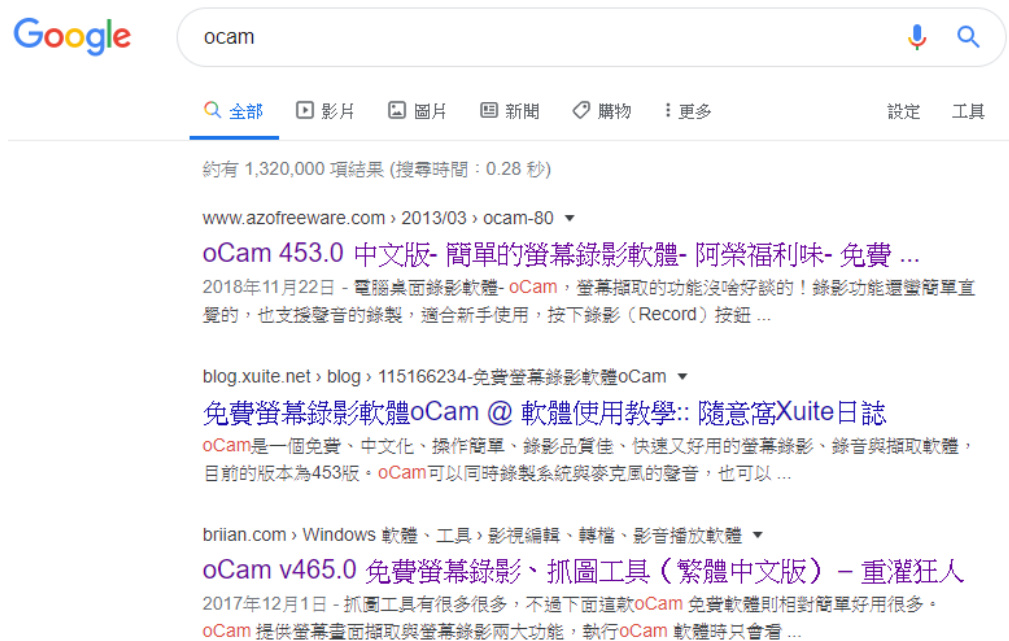 Google
ocam
全部 影片 圖片 新聞 購物 更多 設定 工具
約有 1,320,000 項結果 (搜尋時間：0.28 秒)
www.azofreeware.com › 2013/03 › ocam-80
oCam 453.0 中文版- 簡單的螢幕錄影軟體- 阿榮福利味- 免費 ...
2018年11月22日 - 電腦桌面錄影軟體- oCam，螢幕擷取的功能沒啥好談的！錄影功能還蠻簡單直
覺的，也支援聲音的錄製，適合新手使用，按下錄影（Record）按鈕 ...
blog.xuite.net › blog › 115166234-免費螢幕錄影軟體oCam
免費螢幕錄影軟體oCam @ 軟體使用教學:: 隨意窩Xuite日誌
oCam是一個免費、中文化、操作簡單、錄影品質佳、快速又好用的螢幕錄影、錄音與擷取軟體，
目前的版本為453版。oCam可以同時錄製系統與麥克風的聲音，也可以 ...
briian.com › Windows 軟體、工具 › 影視編輯、轉檔、影音播放軟體
oCam v465.0 免費螢幕錄影、抓圖工具（繁體中文版） – 重灌狂人
2017年12月1日 - 抓圖工具有很多很多，不過下面這款oCam 免費軟體則相對簡單好用很多。
oCam 提供螢幕畫面擷取與螢幕錄影兩大功能，執行oCam 軟體時只會看 ...